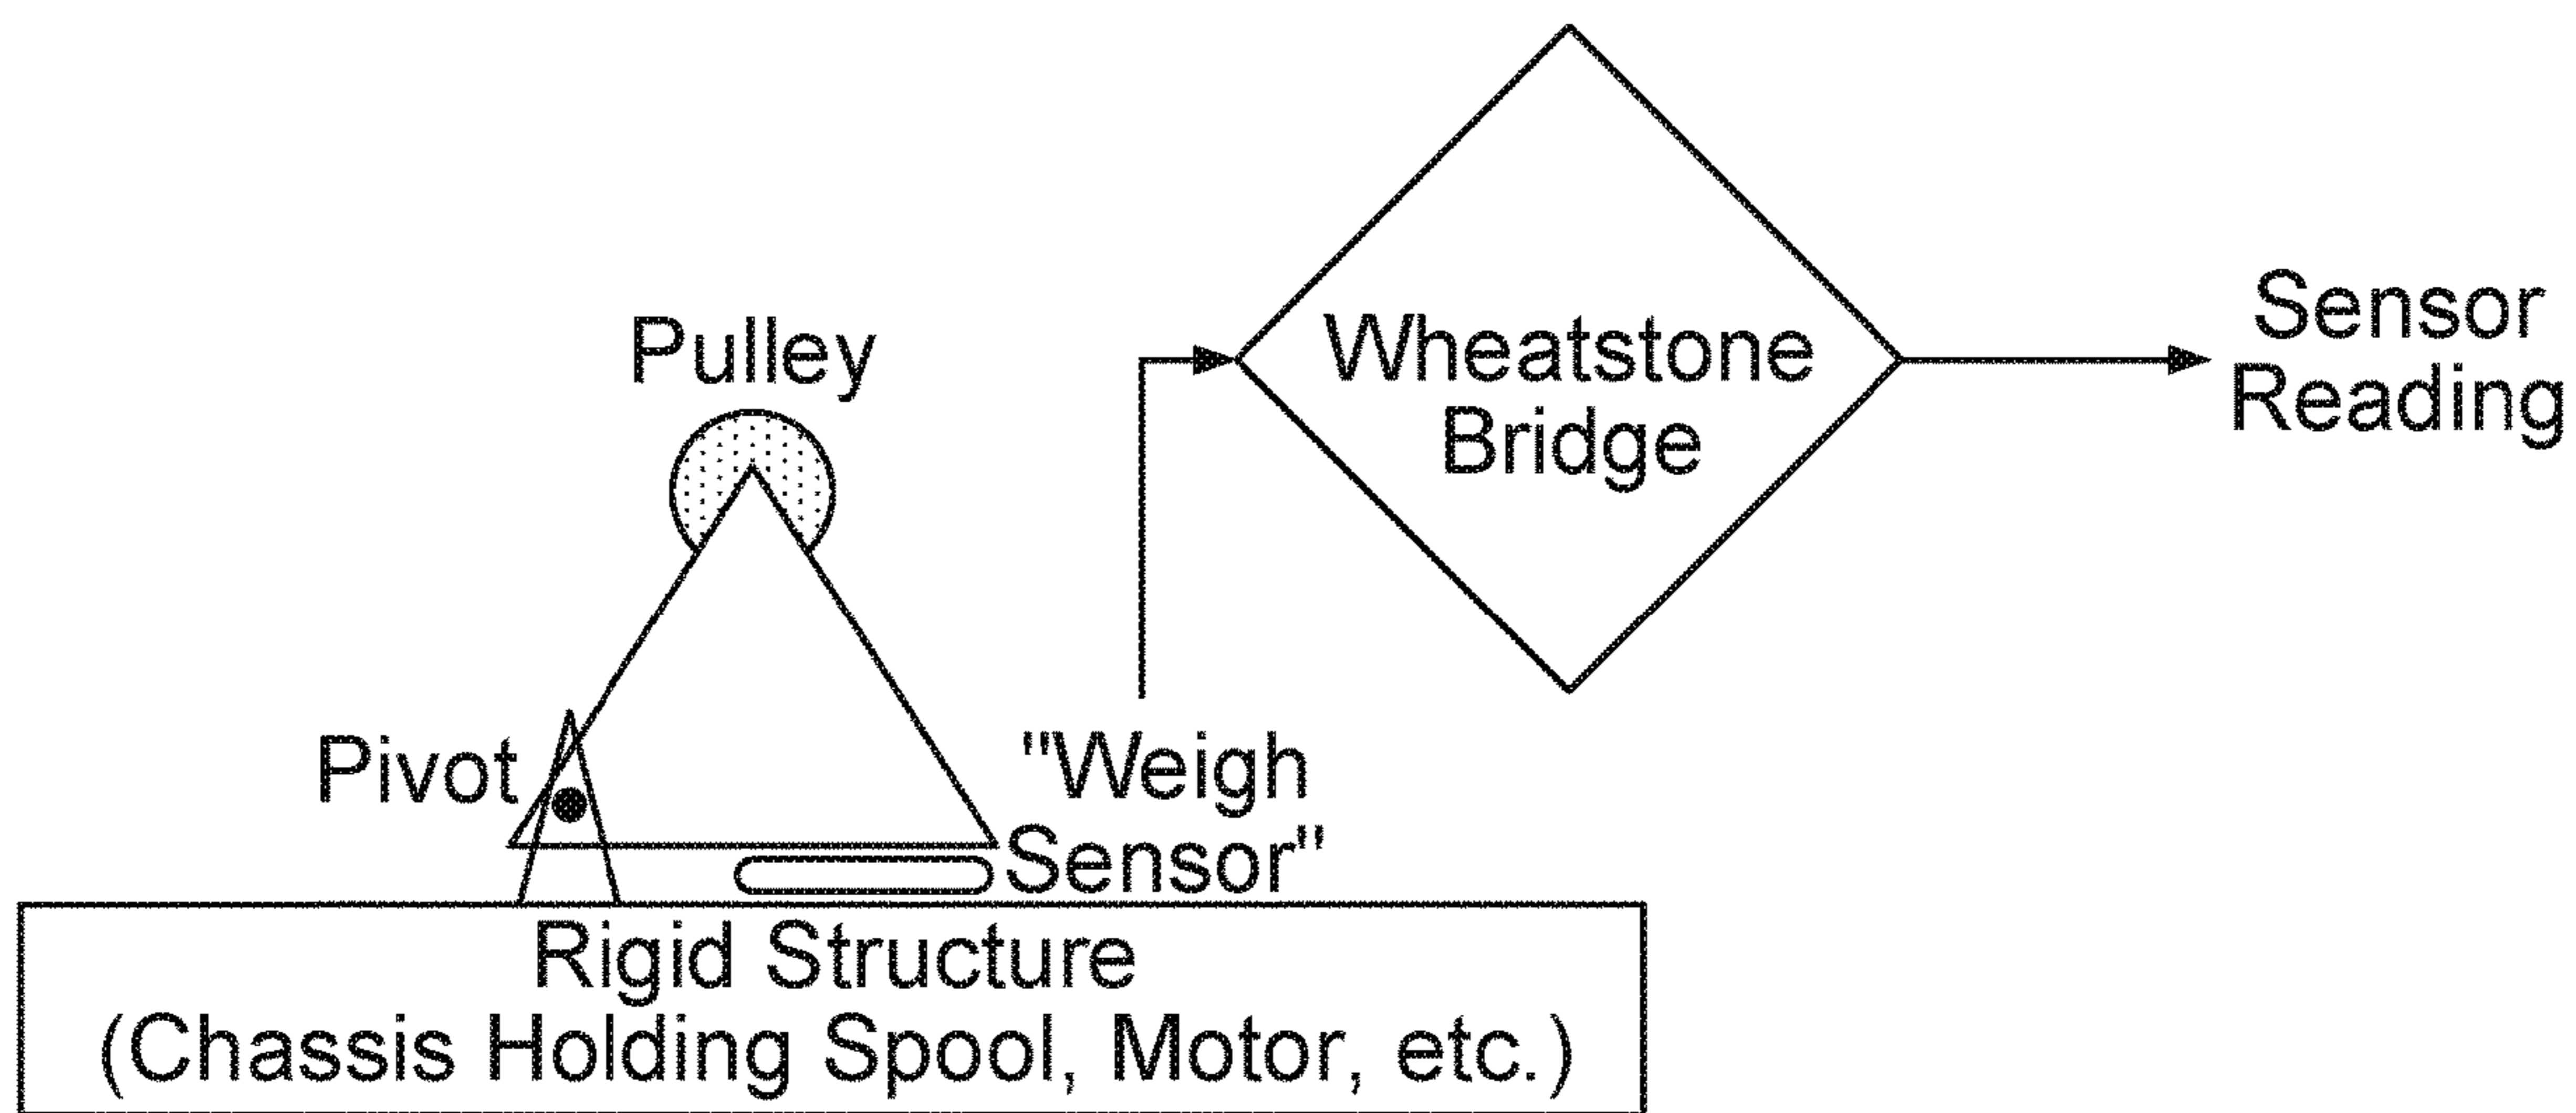 Pulley
Wheatstone
Bridge
Sensor
Reading
Pivot
"Weigh
Sensor"
Rigid Structure
(Chassis Holding Spool, Motor, etc.)